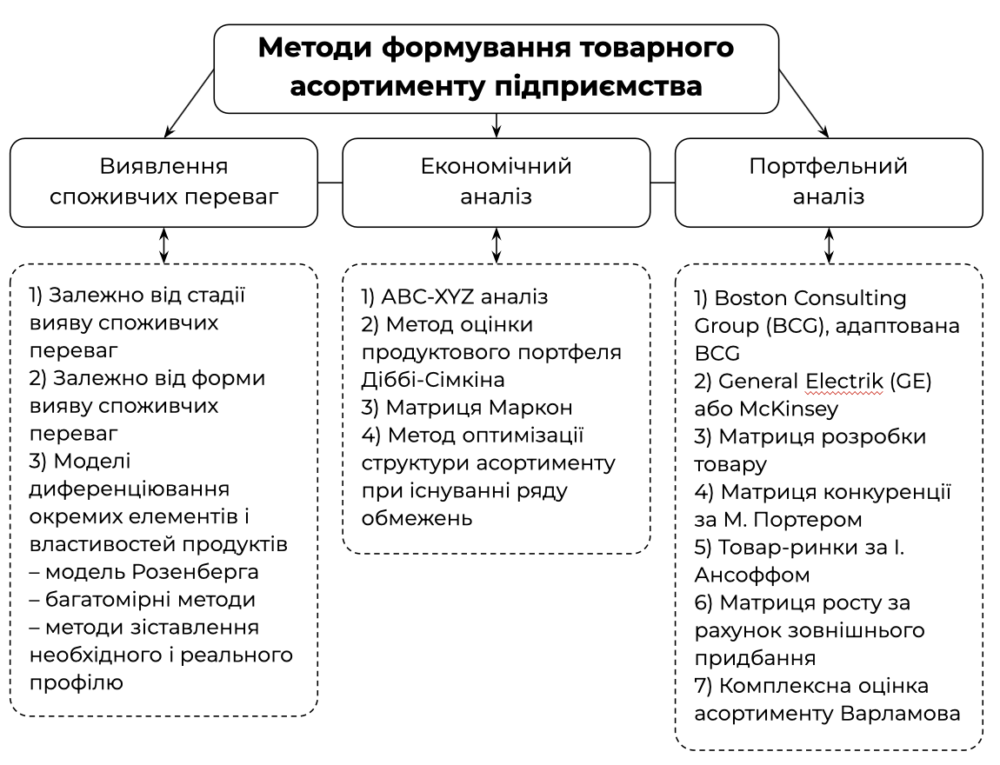 Методи формування товарного
асортименту підприємства
Виявлення
споживчих переваг
Економічний
аналіз
Портфельний
аналіз
1) Залежно від стадії
вияву споживчих
переваг
2) Залежно від форми
вияву споживчих
переваг
3) Моделі
диференціювання
окремих елементів і
властивостей продуктів
– модель Розенберга
– багатомірні методи
– методи зіставлення
необхідного і реального
профілю
1) ABC-XYZ аналіз
2) Метод оцінки
продуктового портфеля
Діббі-Сімкіна
3) Матриця Маркон
4) Метод оптимізації
структури асортименту
при існуванні ряду
обмежень
1) Boston Consulting
Group (BCG), адаптована
BCG
2) General Electrik (GE)
або McKinsey
3) Матриця розробки
товару
4) Матриця конкуренції
за М. Портером
5) Товар-ринки за І.
Ансоффом
6) Матриця росту за
рахунок зовнішнього
придбання
7) Комплексна оцінка
асортименту Варламова